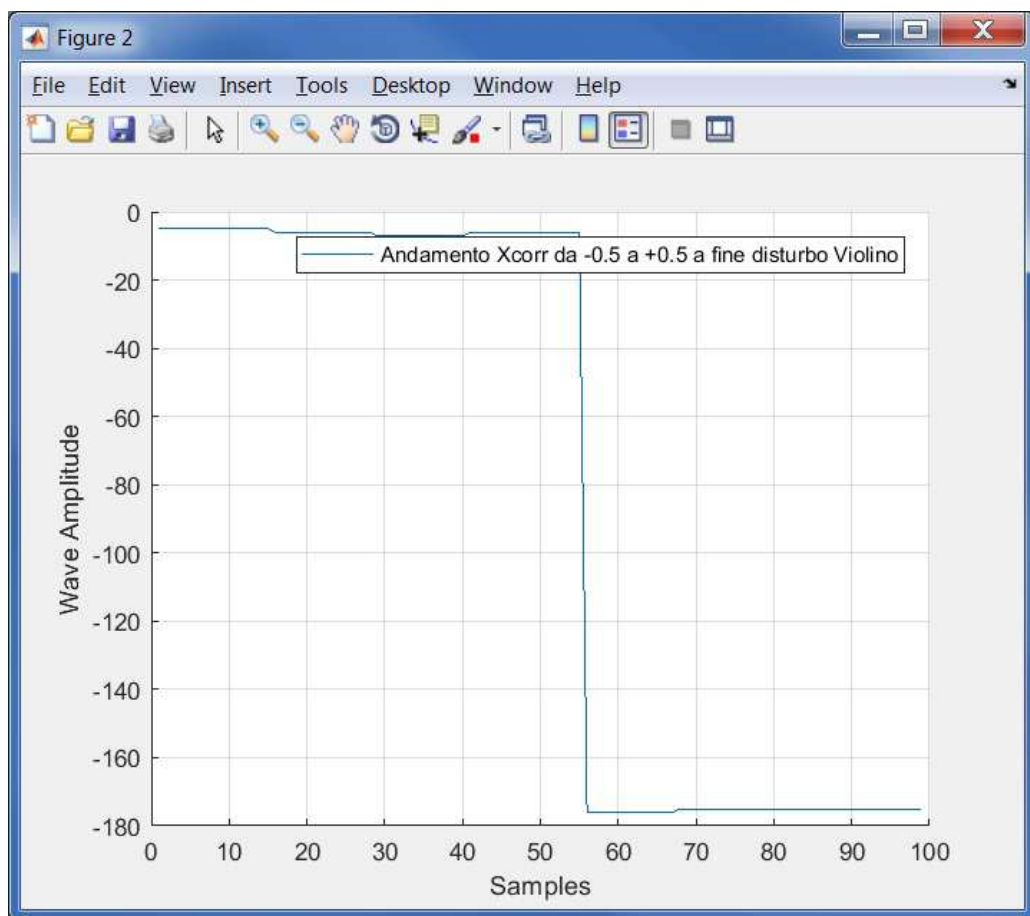 Figure 2
File Edit View Insert Tools Desktop Window Help
0
-20
-40
-60
-80
-100
-120
-140
-160
-180
Wave Amplitude
Andamento Xcorr da -0.5 a +0.5 a fine disturbo Violino
0 10 20 30 40 50 60 70 80 90 100
Samples